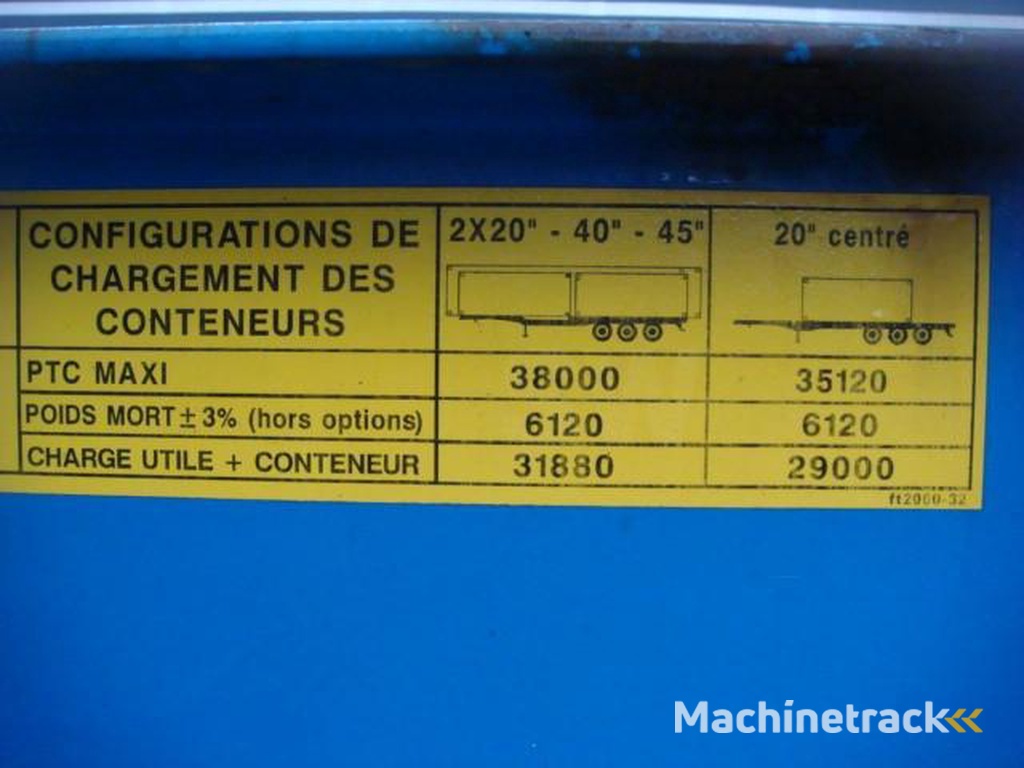 CONFIGURATIONS DE
CHARGEMENT DES
CONTENEURS
2X20" - 40" - 45"
20" centré
PTC MAXI 38000 35120
POIDS MORT ± 3% (hors options) 6120 6120
CHARGE UTILE + CONTENEUR 31880 29000
ft2060-32
Machinetrack